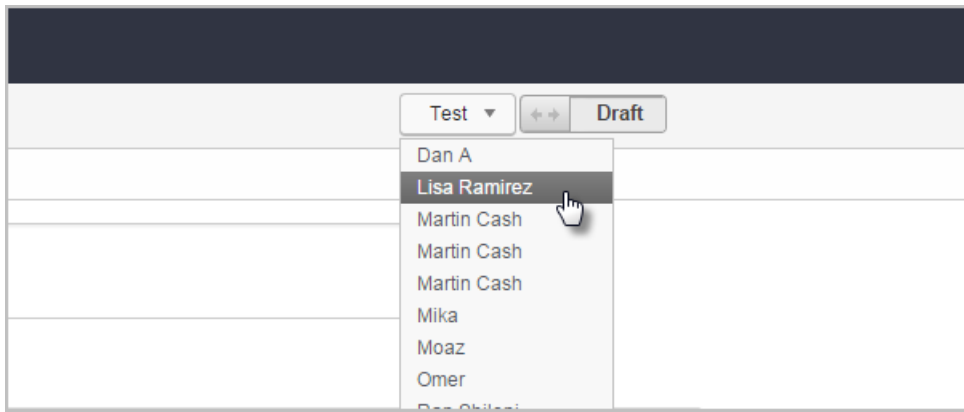 Test
Draft
Dan A
Lisa Ramirez
Martin Cash
Martin Cash
Martin Cash
Mika
Moaz
Omer